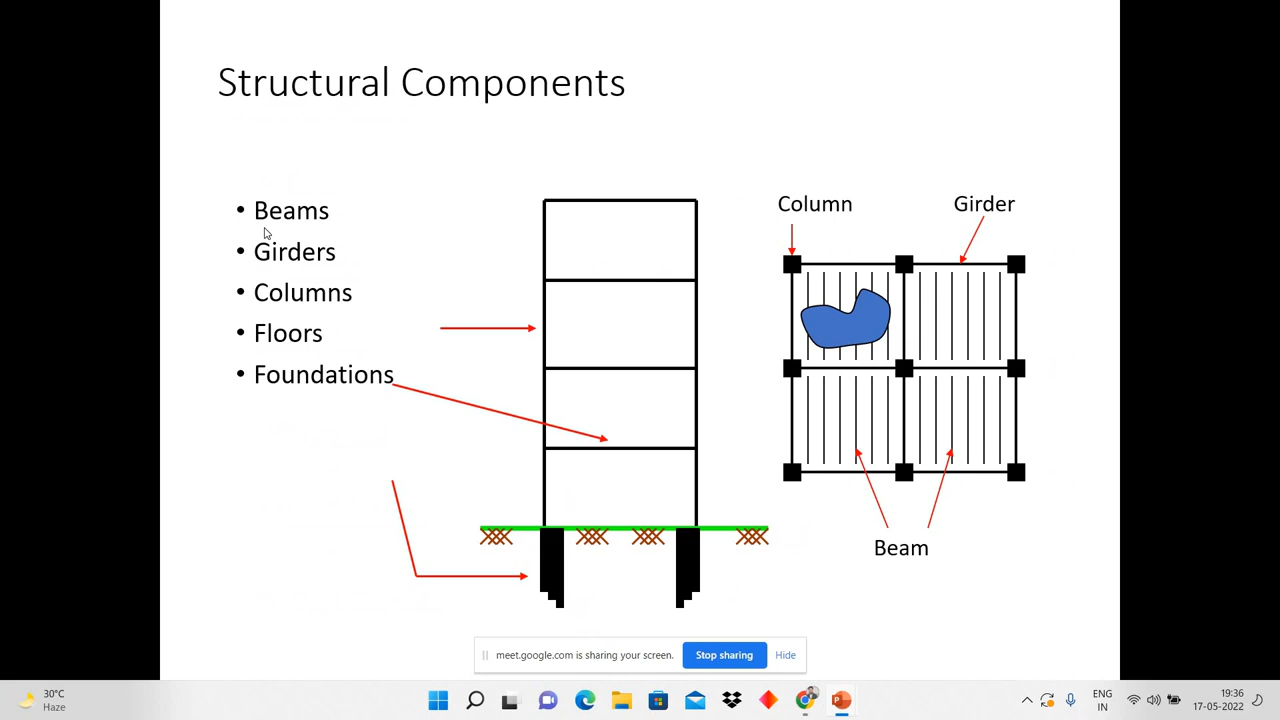 Structural Components
• Beams
• Girders
• Columns
• Floors
• Foundations
Column
Girder
Beam
meet.google.com is sharing your screen.
Stop sharing
Hide
30°C
Haze
ENG
IN
19:36
17-05-2022